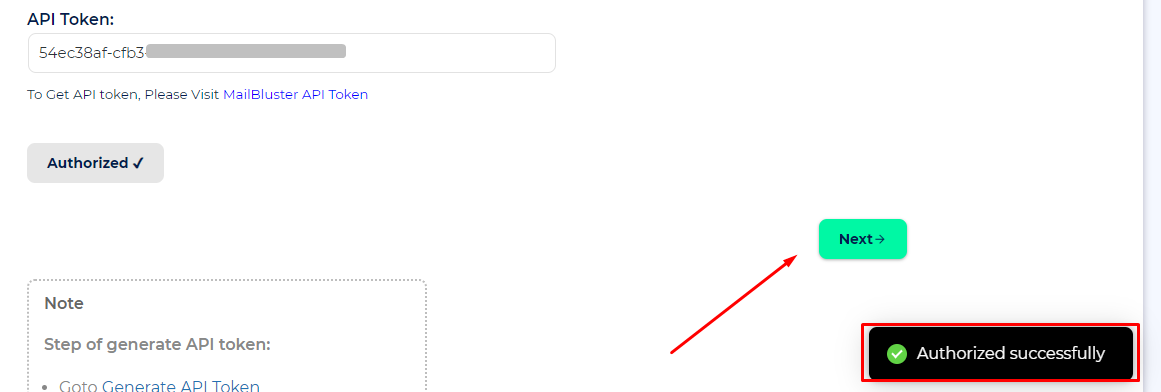 API Token:
54ec38af-cfb3-
To Get API token, Please Visit MailBluster API Token
Authorized ✓
Next→
Note
Step of generate API token:
• Goto Generate API Token
Authorized successfully